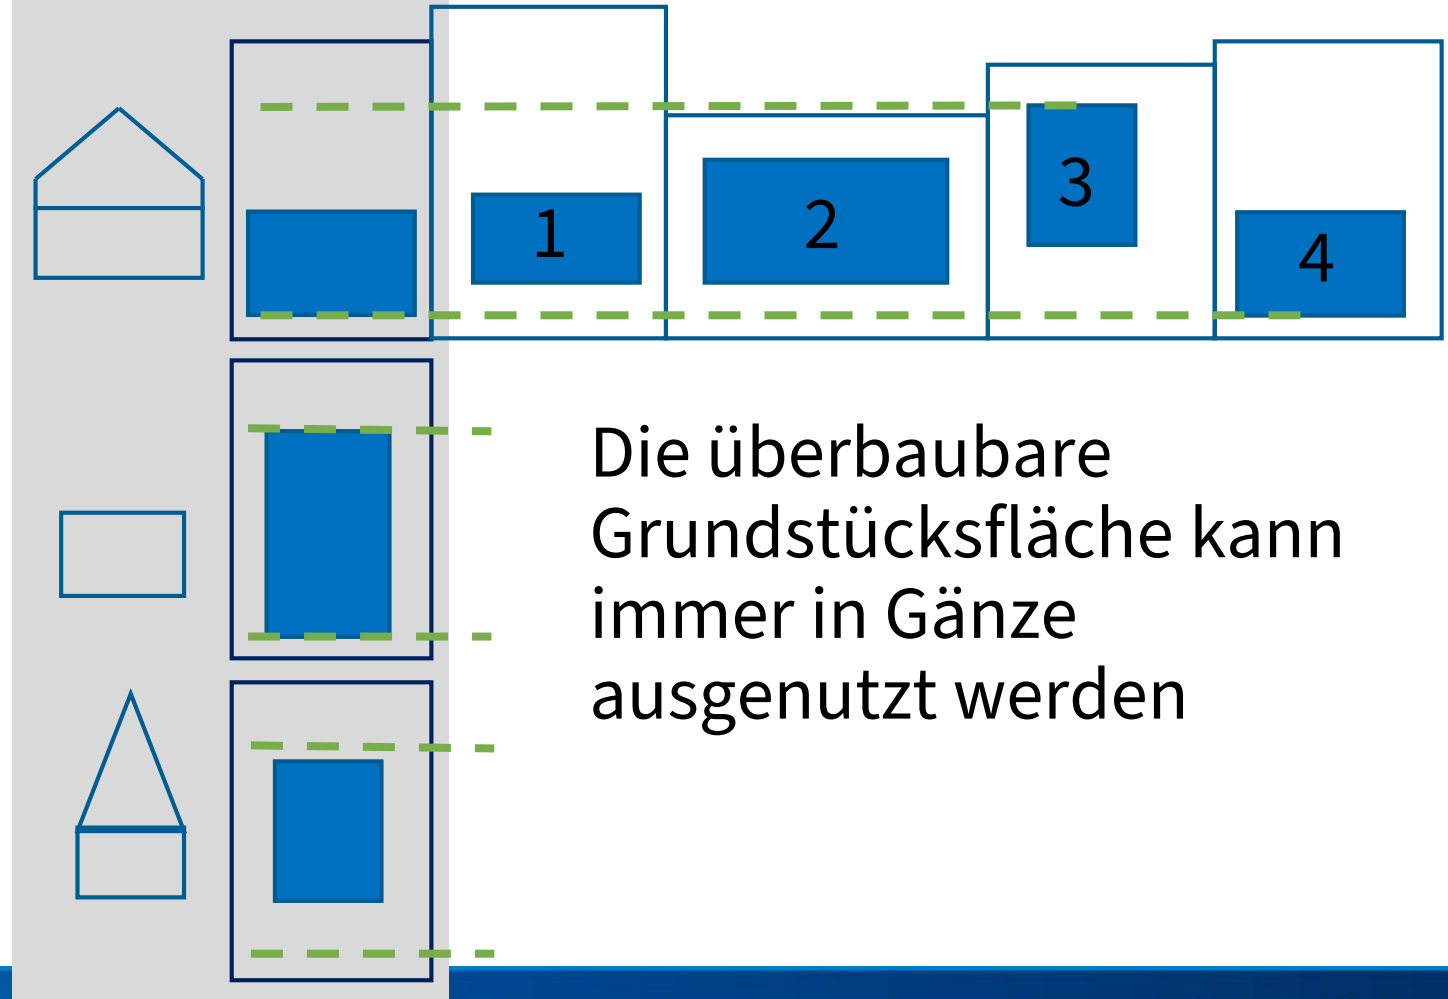 1
2
3
4
Die überbaubare
Grundstücksfläche kann
immer in Gänze
ausgenutzt werden